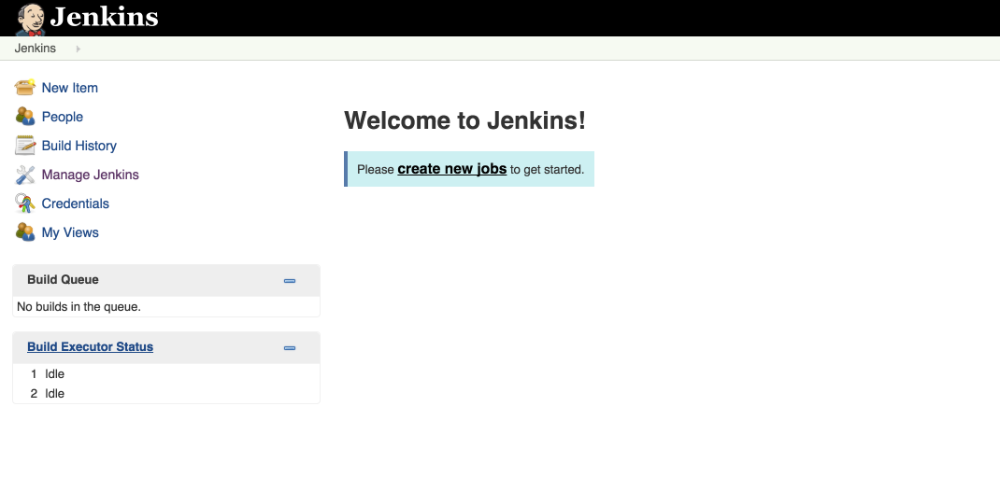 Jenkins
Jenkins
New Item
People
Build History
Manage Jenkins
Credentials
My Views
Welcome to Jenkins!
Please create new jobs to get started.
Build Queue
No builds in the queue.
Build Executor Status
1 Idle
2 Idle